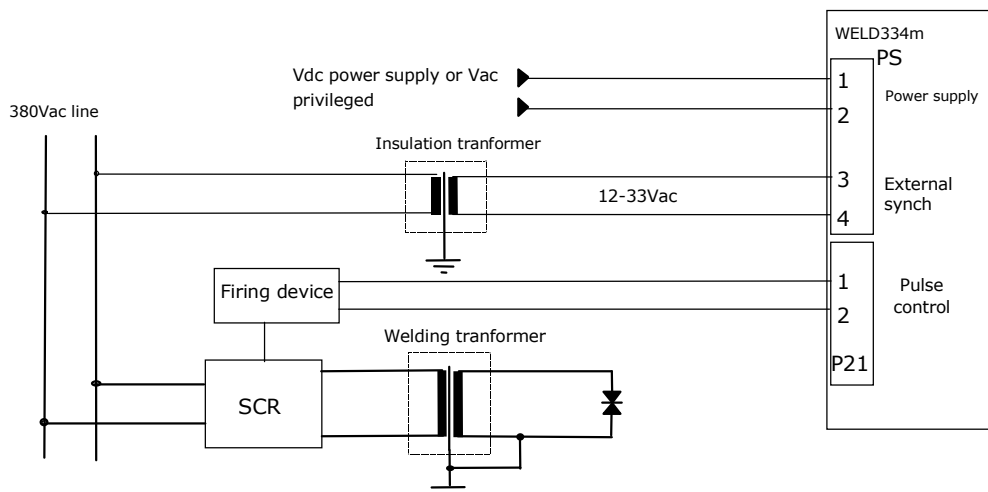 WELD334m
PS
Vdc power supply or Vac
privileged
1
2
Power supply
380Vac line
Insulation tranformer
12-33Vac
3
4
External
synch
Firing device
1
2
Pulse
control
Welding tranformer
P21
SCR